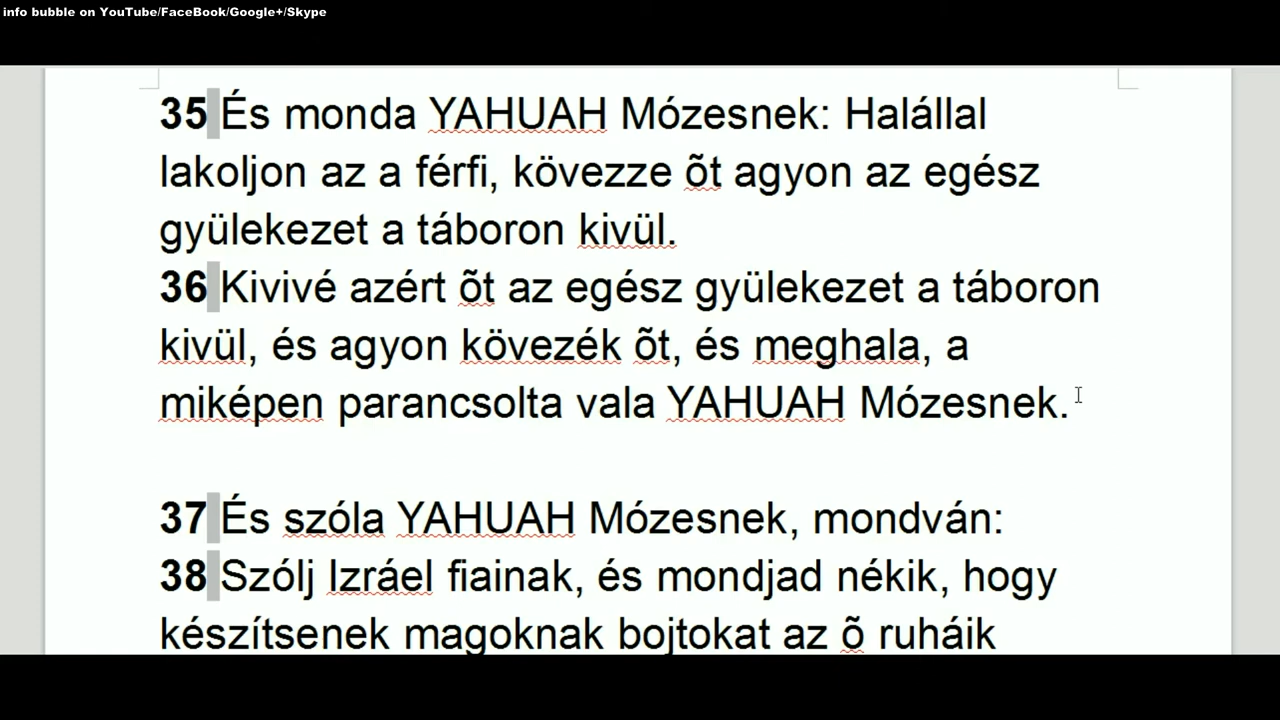 info bubble on YouTube/FaceBook/Google+/Skype
35 És monda YAHUAH Mózesnek: Halállal
lakoljon az a férfi, kövezze õt agyon az egész
gyülekezet a táboron kivül.
36 Kivivé azért õt az egész gyülekezet a táboron
kivül, és agyon kövezék õt, és meghala, a
miképen parancsolta vala YAHUAH Mózesnek.
37 És szóla YAHUAH Mózesnek, mondván:
38 Szólj Izráel fiainak, és mondjad nékik, hogy
készítsenek magoknak bojtokat az õ ruháik